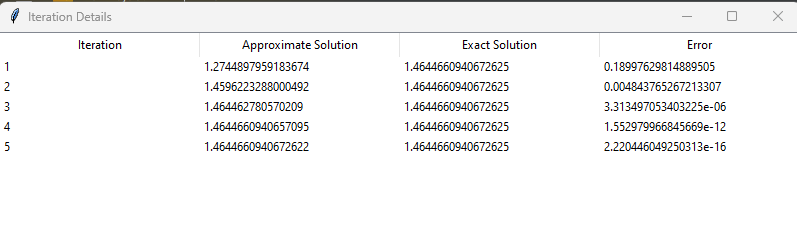 Iteration Details
Iteration Approximate Solution Exact Solution Error
1 1.2744897959183674 1.4644660940672625 0.18997629814889505
2 1.4596223288000492 1.4644660940672625 0.004843765267213307
3 1.464462780570209 1.4644660940672625 3.313497053403225e-06
4 1.4644660940657095 1.4644660940672625 1.552979966845669e-12
5 1.4644660940672622 1.4644660940672625 2.220446049250313e-16